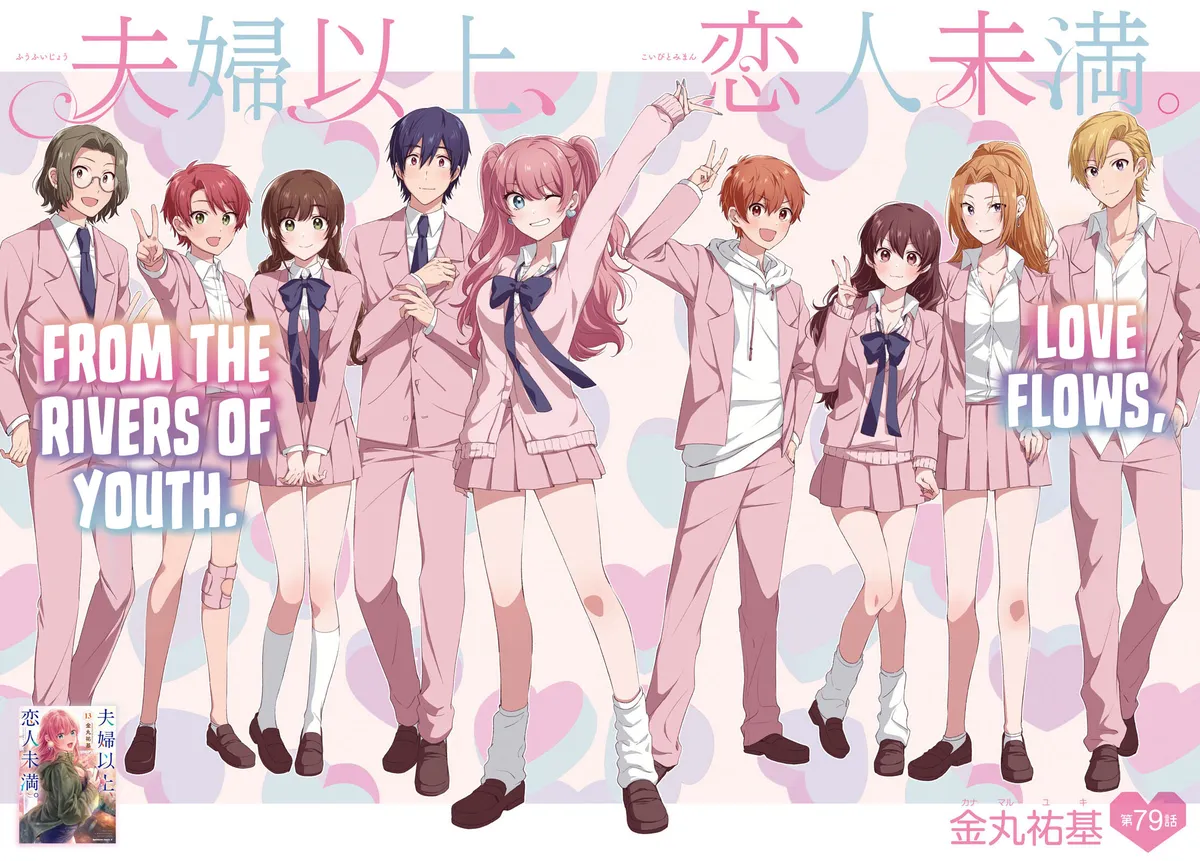 ふうふいじょう
夫婦以上、
こいびとみまん
恋人未満。
LOVE
FLOWS,
FROM THE
RIVERS OF
YOUTH.
夫婦以上
恋人未満。
13
金丸祐基
カナ マル ユ キ
金丸祐基
第79話